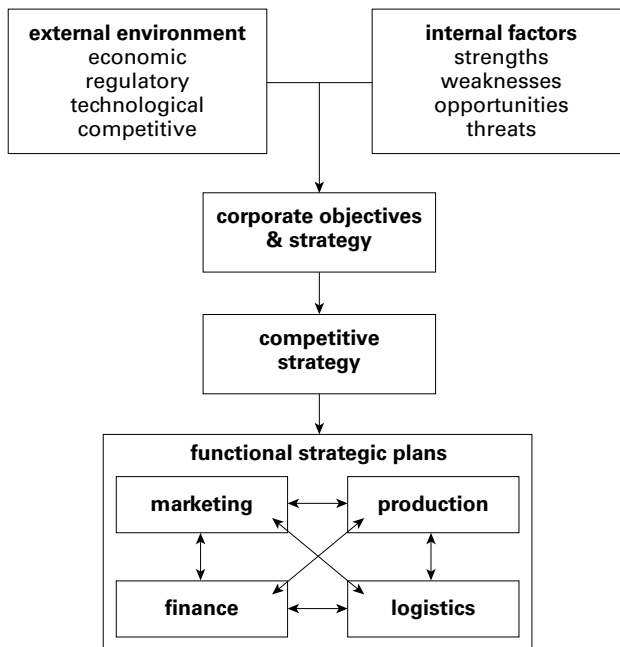 external environment
economic
regulatory
technological
competitive
internal factors
strengths
weaknesses
opportunities
threats
corporate objectives
& strategy
competitive
strategy
functional strategic plans
marketing
production
finance
logistics